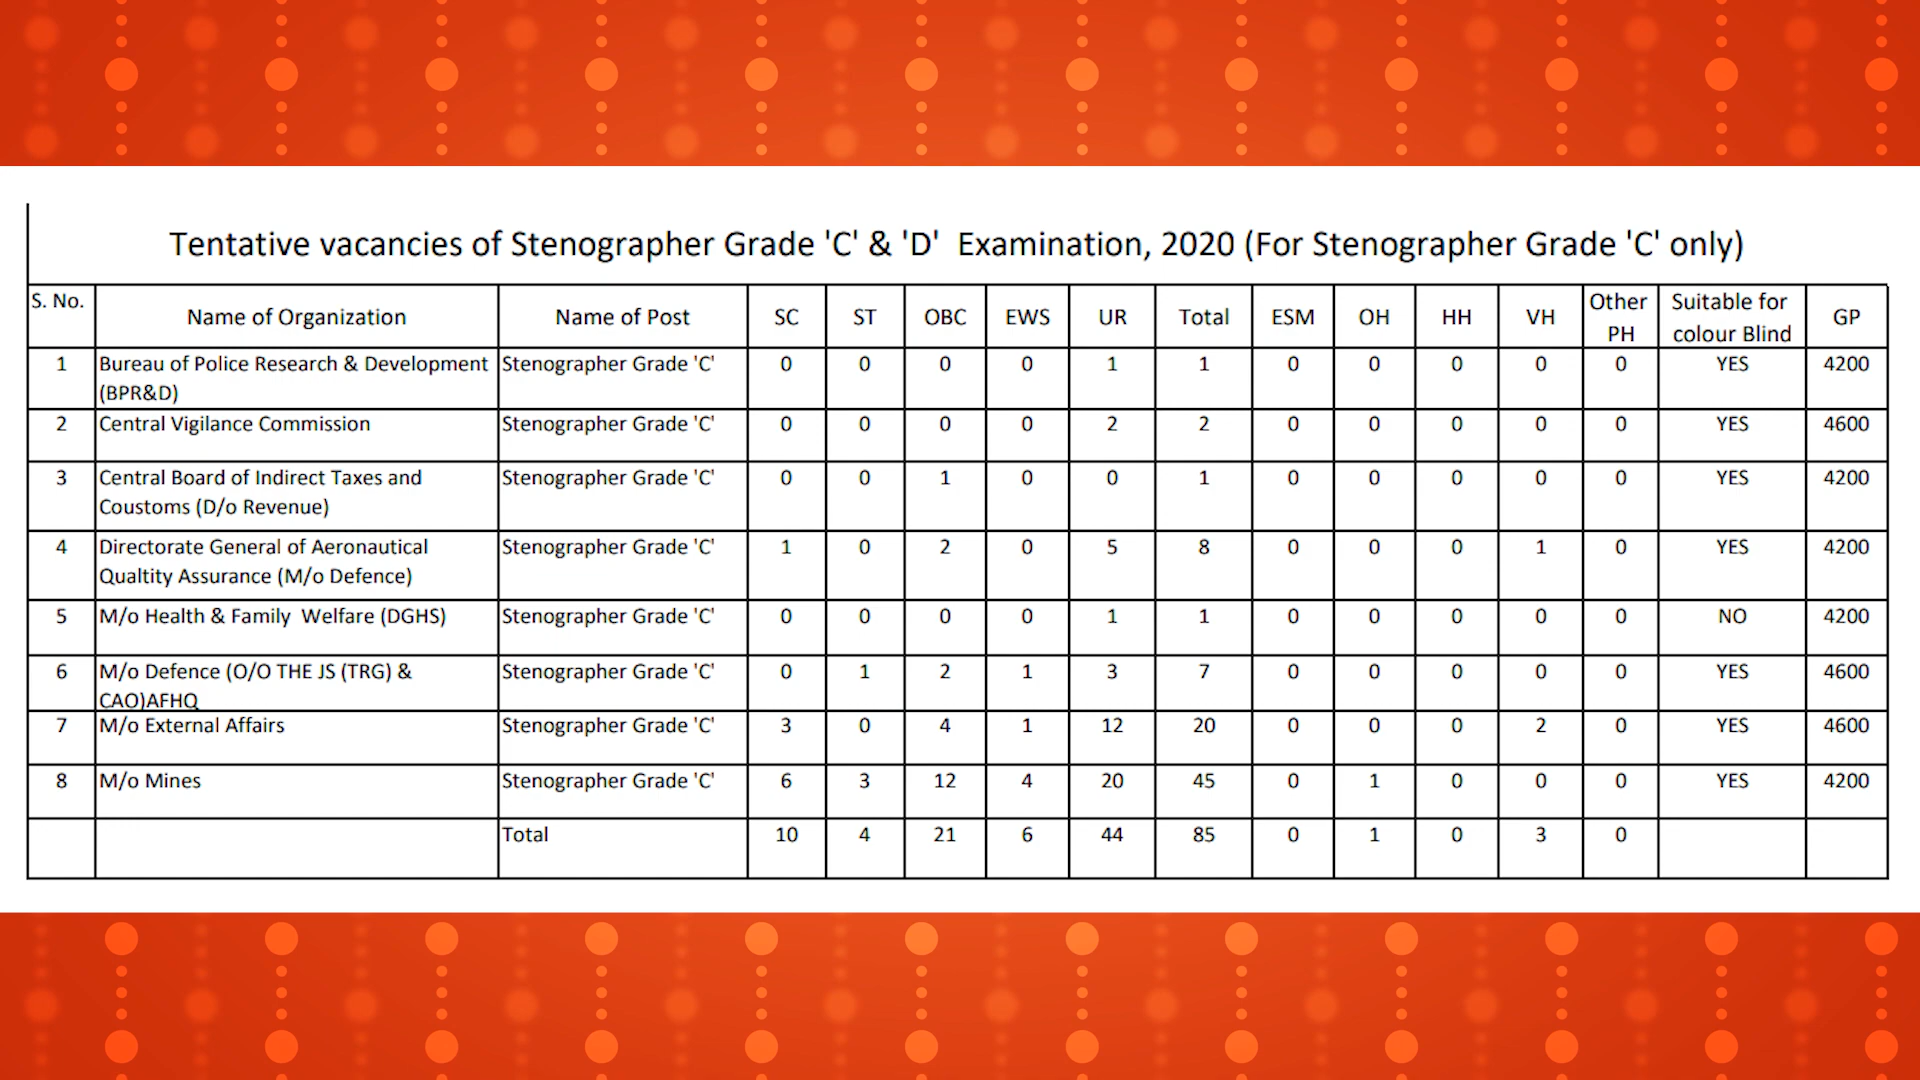 Tentative vacancies of Stenographer Grade 'C' & 'D' Examination, 2020 (For Stenographer Grade 'C' only)
S. No. Name of Organization Name of Post SC ST OBC EWS UR Total ESM OH HH VH Other PH Suitable for colour Blind GP
1 Bureau of Police Research & Development Stenographer Grade 'C' 0 0 0 0 1 1 0 0 0 0 0 YES 4200
(BPR&D)
2 Central Vigilance Commission Stenographer Grade 'C' 0 0 0 0 2 2 0 0 0 0 0 YES 4600
3 Central Board of Indirect Taxes and Stenographer Grade 'C' 0 0 1 0 0 1 0 0 0 0 0 YES 4200
Coustoms (D/o Revenue)
4 Directorate General of Aeronautical Stenographer Grade 'C' 1 0 2 0 5 8 0 0 0 1 0 YES 4200
Qualtity Assurance (M/o Defence)
5 M/o Health & Family Welfare (DGHS) Stenographer Grade 'C' 0 0 0 0 1 1 0 0 0 0 0 NO 4200
6 M/o Defence (O/O THE JS (TRG) & Stenographer Grade 'C' 0 1 2 1 3 7 0 0 0 0 0 YES 4600
CAO)AFHQ
7 M/o External Affairs Stenographer Grade 'C' 3 0 4 1 12 20 0 0 0 2 0 YES 4600
8 M/o Mines Stenographer Grade 'C' 6 3 12 4 20 45 0 1 0 0 0 YES 4200
Total 10 4 21 6 44 85 0 1 0 3 0